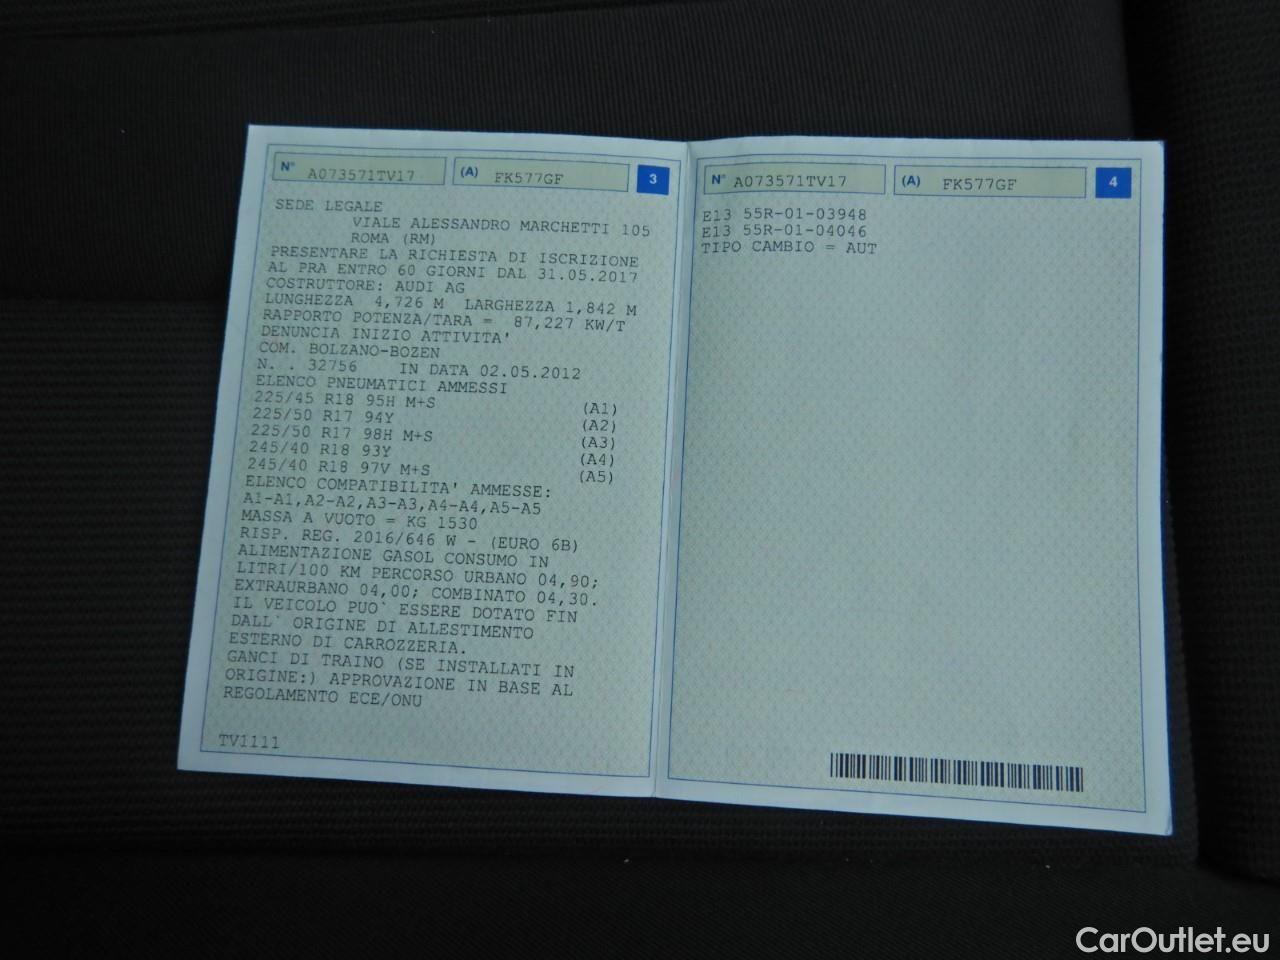 N° A073571TV17 (A) FK577GF 3
SEDE LEGALE
VIALE ALESSANDRO MARCHETTI 105
ROMA (RM)
PRESENTARE LA RICHIESTA DI ISCRIZIONE
AL PRA ENTRO 60 GIORNI DAL 31.05.2017
COSTRUTTORE: AUDI AG
LUNGHEZZA 4,726 M LARGHEZZA 1,842 M
RAPPORTO POTENZA/TARA = 87,227 KW/T
DENUNCIA INIZIO ATTIVITA'
COM. BOLZANO-BOZEN
N. . 32756 IN DATA 02.05.2012
ELENCO PNEUMATICI AMMESSI
225/45 R18 95H M+S (A1)
225/50 R17 94Y (A2)
225/50 R17 98H M+S (A3)
245/40 R18 93Y (A4)
245/40 R18 97V M+S (A5)
ELENCO COMPATIBILITA' AMMESSE:
A1-A1,A2-A2,A3-A3,A4-A4,A5-A5
MASSA A VUOTO = KG 1530
RISP. REG. 2016/646 W - (EURO 6B)
ALIMENTAZIONE GASOL CONSUMO IN
LITRI/100 KM PERCORSO URBANO 04,90;
EXTRAURBANO 04,00; COMBINATO 04,30.
IL VEICOLO PUO` ESSERE DOTATO FIN
DALL` ORIGINE DI ALLESTIMENTO
ESTERNO DI CARROZZERIA.
GANCI DI TRAINO (SE INSTALLATI IN
ORIGINE:) APPROVAZIONE IN BASE AL
REGOLAMENTO ECE/ONU
TV1111
N° A073571TV17 (A) FK577GF 4
E13 55R-01-03948
E13 55R-01-04046
TIPO CAMBIO = AUT
CarOutlet.eu